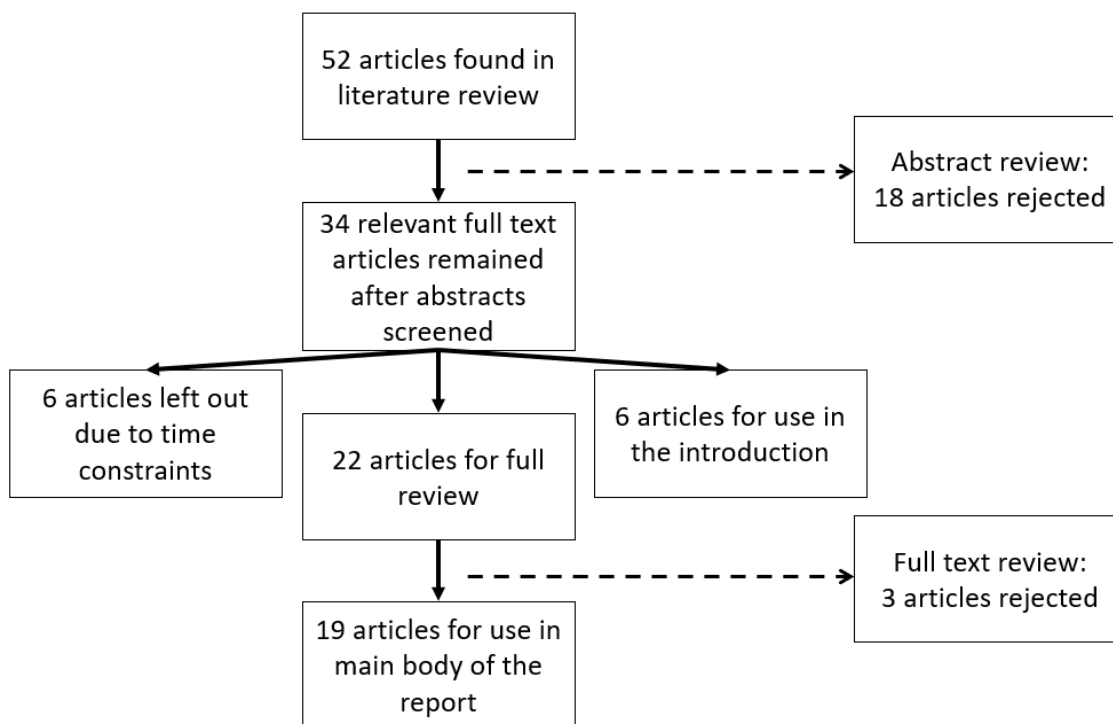 52 articles found in
literature review
Abstract review:
18 articles rejected
34 relevant full text
articles remained
after abstracts
screened
6 articles left out
due to time
constraints
22 articles for full
review
6 articles for use in
the introduction
Full text review:
3 articles rejected
19 articles for use in
main body of the
report